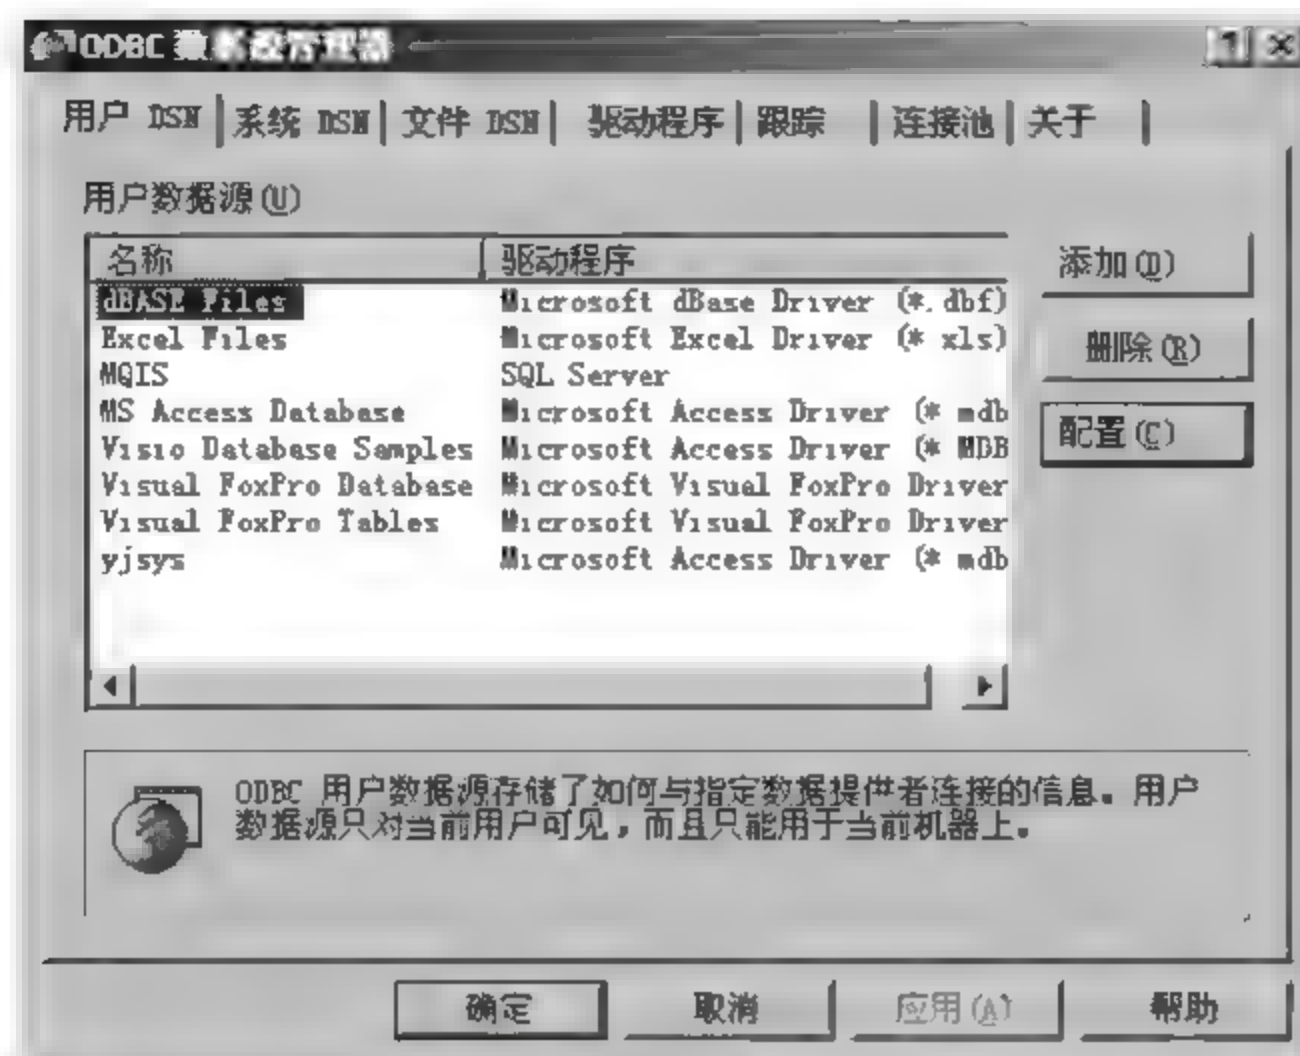 ODBC 数据源管理器
用户 DSN 系统 DSN 文件 DSN 驱动程序 跟踪 连接池 关于
用户数据源(U)
名称 驱动程序
添加(D)
dBASE Files Microsoft dBase Driver (*.dbf)
Excel Files Microsoft Excel Driver (* xls)
删除(R)
MQIS SQL Server
MS Access Database Microsoft Access Driver (* mdb
配置(C)
Visio Database Samples Microsoft Access Driver (* MDB
Visual FoxPro Database Microsoft Visual FoxPro Driver
Visual FoxPro Tables Microsoft Visual FoxPro Driver
yjsys Microsoft Access Driver (* mdb
ODBC 用户数据源存储了如何与指定数据提供者连接的信息。用户
数据源只对当前用户可见，而且只能用于当前机器上。
确定 取消 应用(A) 帮助